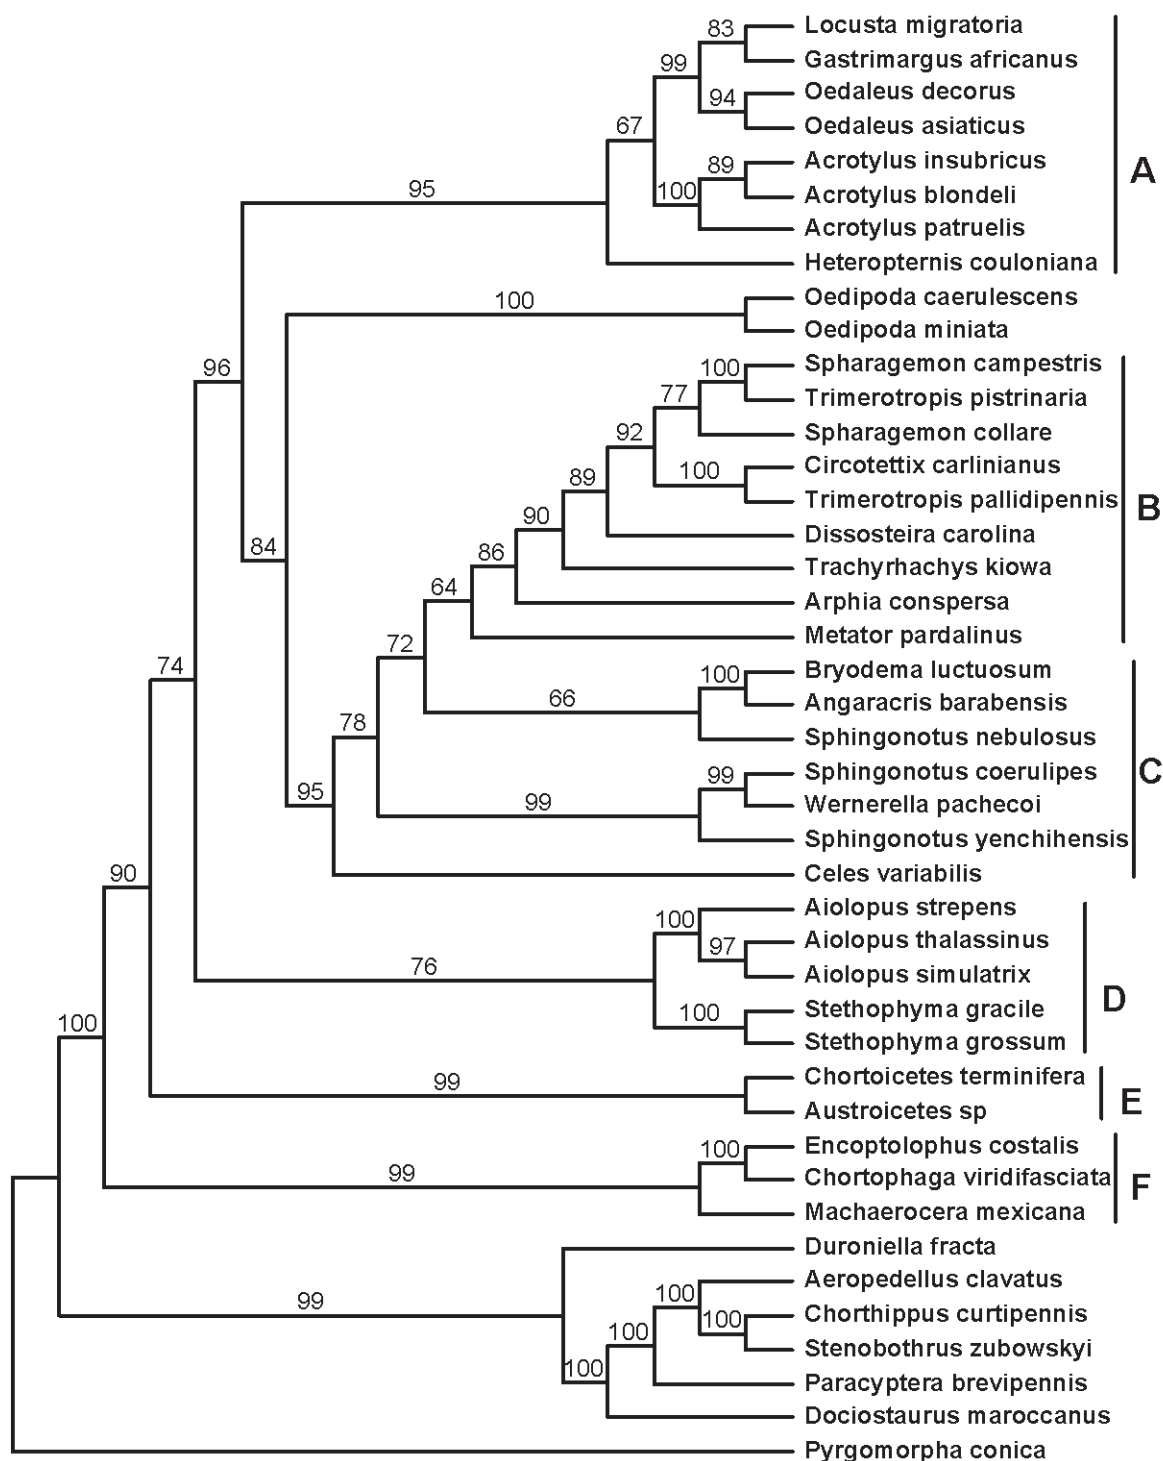 83
Locusta migratoria
Gastrimargus africanus
99
94
Oedaleus decorus
Oedaleus asiaticus
67
89
Acrotylus insubricus
Acrotylus blondeli
100
Acrotylus patruelis
95
Heteropternis couloniana
A
100
Oedipoda caerulescens
Oedipoda miniata
96
100
Spharagemon campestris
Trimerotropis pistrinaria
77
Spharagemon collare
92
100
Circotettix carlinianus
Trimerotropis pallidipennis
89
B
Dissosteira carolina
90
Trachyrhachys kiowa
84
86
Arphia conspersa
64
Metator pardalinus
72
74
100
Bryodema luctuosum
Angaracris barabensis
66
Sphingonotus nebulosus
78
99
Sphingonotus coerulipes
C
95
99
Wernerella pachecoi
Sphingonotus yenchihensis
Celes variabilis
90
100
Aiolopus strepens
97
Aiolopus thalassinus
76
Aiolopus simulatrix
D
100
100
Stethophyma gracile
Stethophyma grossum
99
Chortoicetes terminifera
Austroicetes sp
E
100
Encoptolophus costalis
99
Chortophaga viridifasciata
F
Machaerocera mexicana
Duroniella fracta
99
100
Aeropedellus clavatus
100
Chorthippus curtipennis
100
Stenobothrus zubowskyi
100
Paracyptera brevipennis
Dociostaurus maroccanus
Pyrgomorpha conica